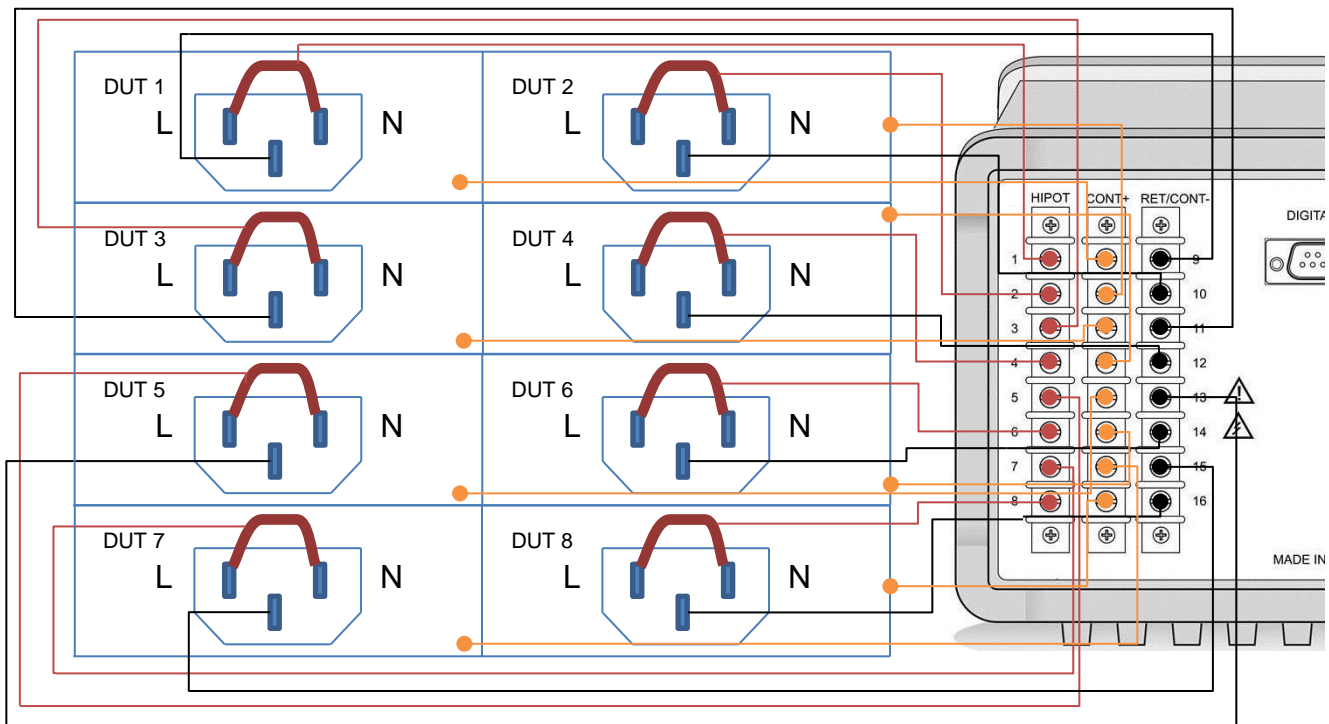 DUT 1
L
N
DUT 2
L
N
DUT 3
L
N
DUT 4
L
N
DUT 5
L
N
DUT 6
L
N
DUT 7
L
N
DUT 8
L
N
HIPOT CONT+ RET/CONT-
1 9
2 10
3 11
4 12
5 13
6 14
7 15
8 16
DIGITA
MADE IN